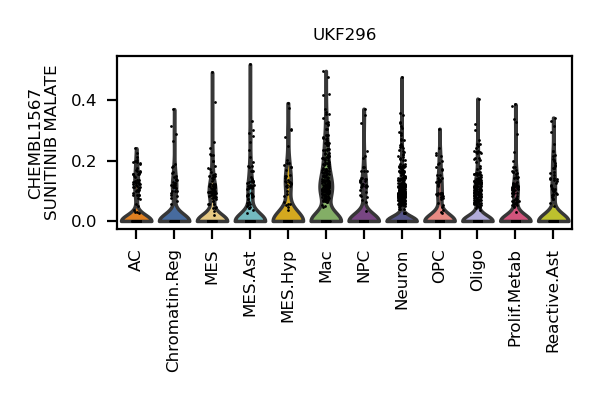 UKF296
CHEMBL1567
SUNITINIB MALATE
0.4
0.2
0.0
AC
Chromatin.Reg
MES
MES.Ast
MES.Hyp
Mac
NPC
Neuron
OPC
Oligo
Prolif.Metab
Reactive.Ast